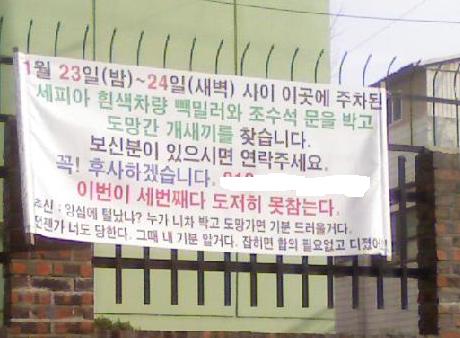 1월 23일(밤)~24일(새벽) 사이 이곳에 주차된
세피아 흰색차량 빽밀러와 조수석 문을 박고
도망간 개새끼를 찾습니다.
보신분이 있으시면 연락주세요.
꼭! 후사하겠습니다.
이번이 세번째다 도저히 못참는다.
추신 : 양심에 털났나? 누가 니차 박고 도망가면 기분 드러울거다.
언젠가 너도 당한다. 그때 내 기분 알거다. 잡히면 합의 필요없고 디졌어!!